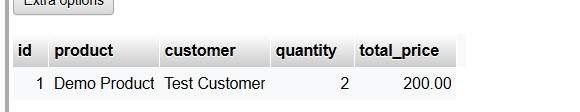 Extra options
id product customer quantity total_price
1 Demo Product Test Customer 2 200.00